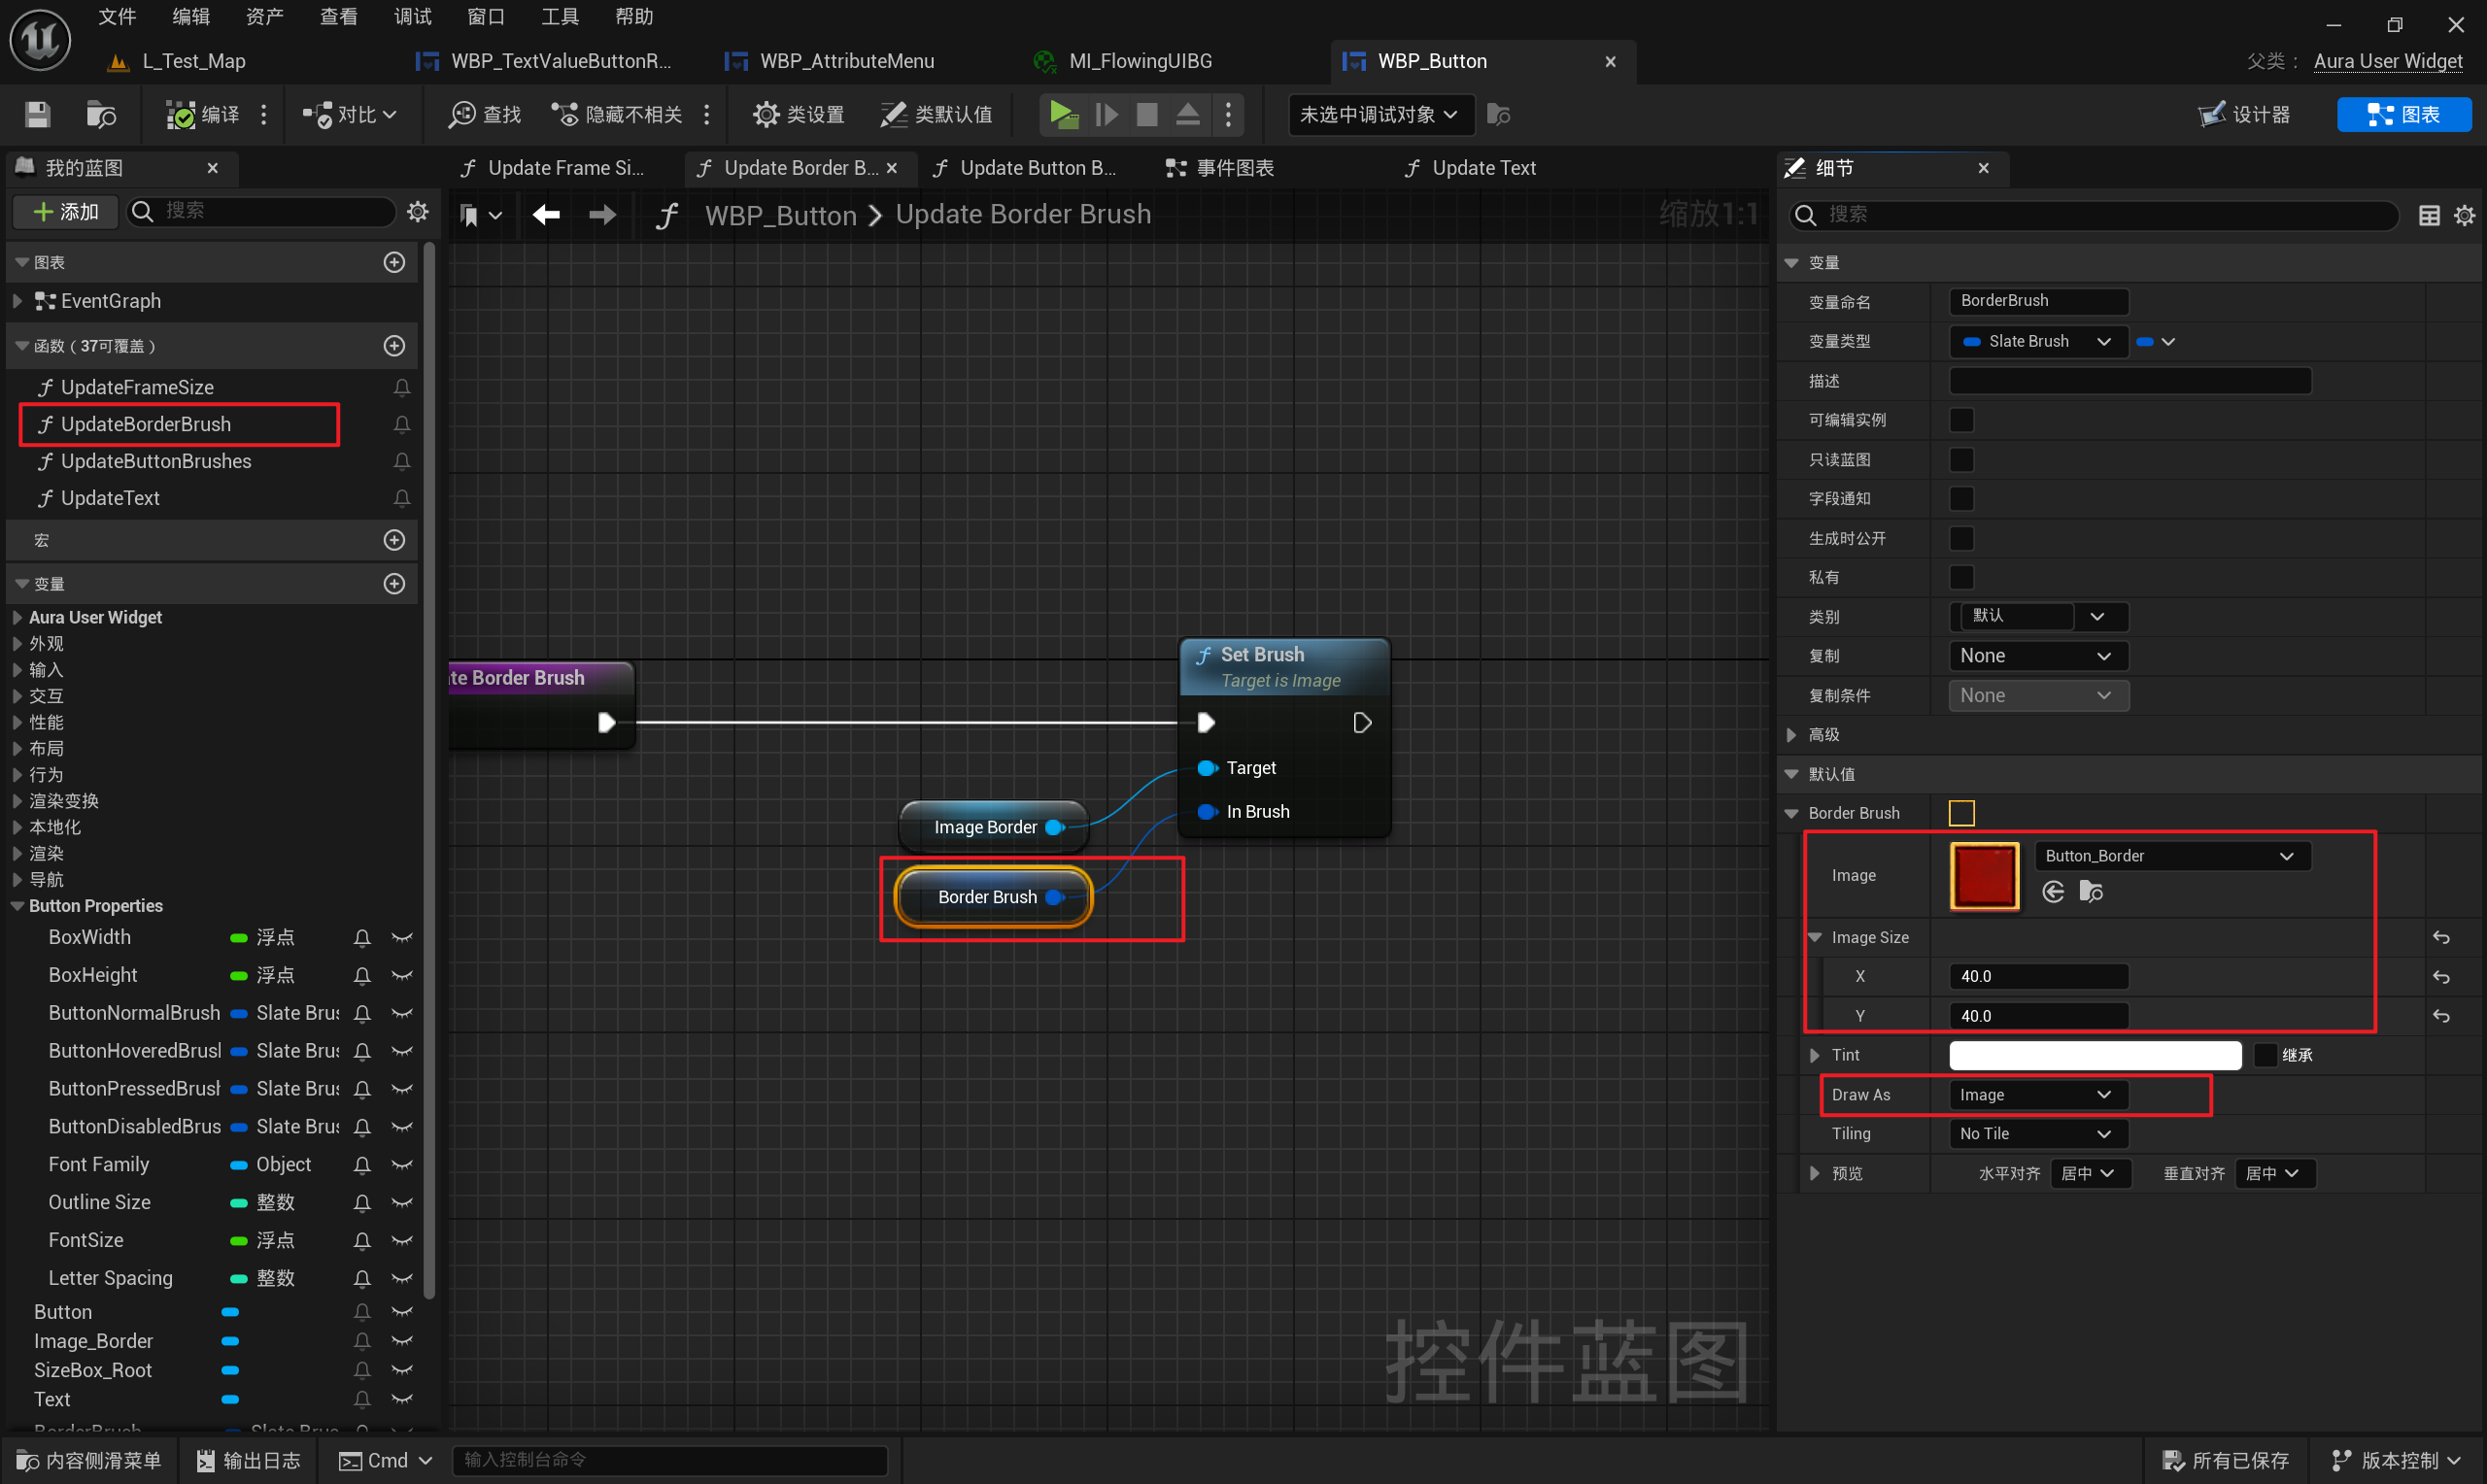 文件 编辑 资产 查看 调试 窗口 工具 帮助
L_Test_Map WBP_TextValueButtonR... WBP_AttributeMenu MI_FlowingUIBG WBP_Button
父类： Aura User Widget
编译 对比 查找 隐藏不相关 类设置 类默认值 未选中调试对象 设计器 图表
我的蓝图
Update Frame Si... Update Border B... Update Button B... 事件图表 Update Text
细节
添加 搜索
WBP_Button Update Border Brush
缩放1:1
搜索
图表
EventGraph
函数（37可覆盖）
UpdateFrameSize
UpdateBorderBrush
UpdateButtonBrushes
UpdateText
宏
变量
Aura User Widget
外观
输入
交互
性能
布局
行为
渲染变换
本地化
渲染
导航
Button Properties
BoxWidth 浮点
BoxHeight 浮点
ButtonNormalBrush Slate Brus
ButtonHoveredBrush Slate Brus
ButtonPressedBrush Slate Brus
ButtonDisabledBrus Slate Brus
Font Family Object
Outline Size 整数
FontSize 浮点
Letter Spacing 整数
Button
Image_Border
SizeBox_Root
Text
te Border Brush
Set Brush
Target is Image
Target
In Brush
Image Border
Border Brush
控件蓝图
变量
变量命名 BorderBrush
变量类型 Slate Brush
描述
可编辑实例
只读蓝图
字段通知
生成时公开
私有
类别 默认
复制 None
复制条件 None
高级
默认值
Border Brush
Image Button_Border
Image Size
X 40.0
Y 40.0
Tint 继承
Draw As Image
Tiling No Tile
预览 水平对齐 居中 垂直对齐 居中
内容侧滑菜单 输出日志 Cmd 输入控制台命令 所有已保存 版本控制